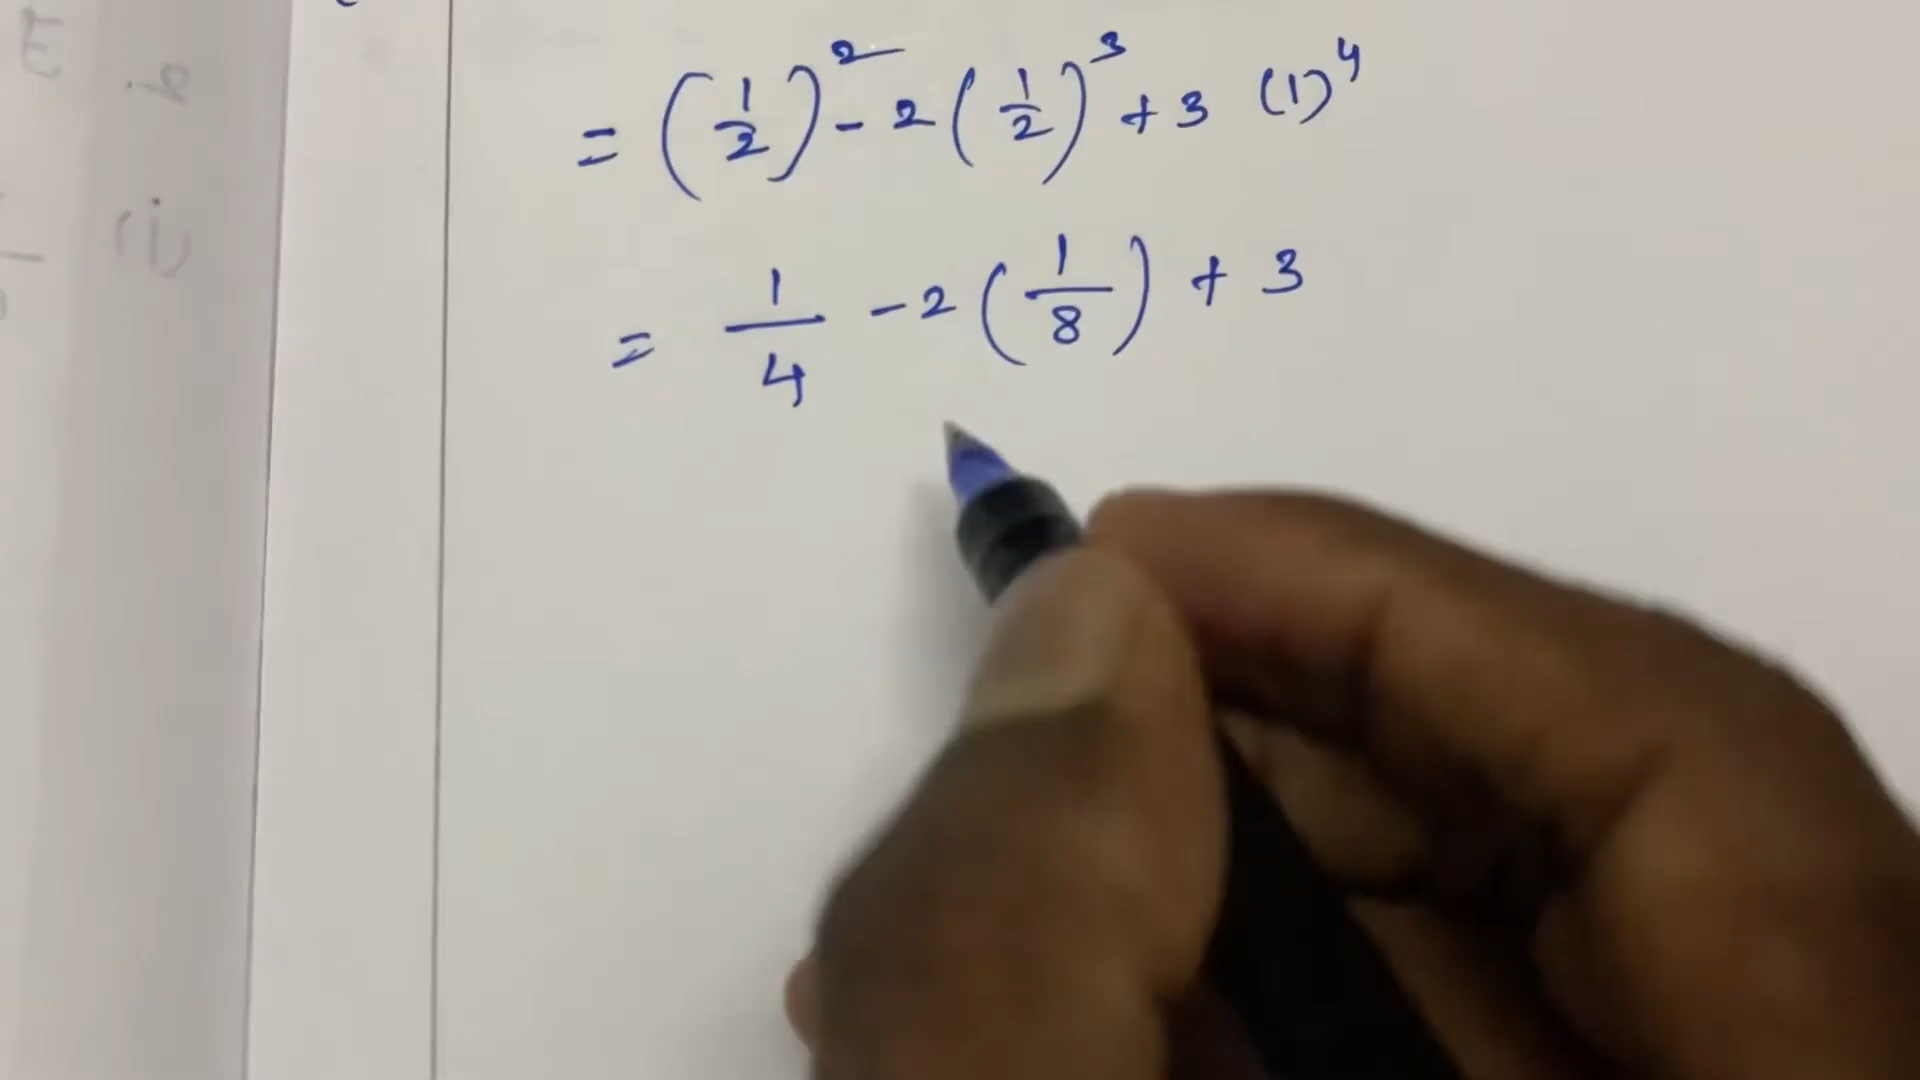 = (1/2)² - 2 (1/2)³ + 3 (1)⁴
= 1/4 - 2 (1/8) + 3